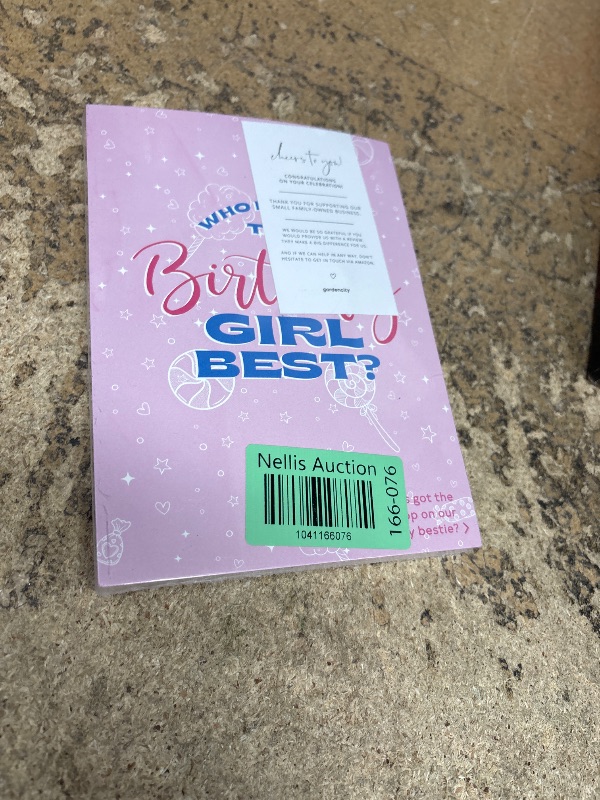 cheers to you!
CONGRATULATIONS
ON YOUR CELEBRATION!
THANK YOU FOR SUPPORTING OUR
SMALL FAMILY-OWNED BUSINESS.
WE WOULD BE SO GRATEFUL IF YOU
WOULD PROVIDE US WITH A REVIEW.
THEY MAKE A BIG DIFFERENCE FOR US.
AND IF WE CAN HELP IN ANY WAY, DON'T
HESITATE TO GET IN TOUCH VIA AMAZON.
gardencity
WHO
GIRL
BEST?
Nellis Auction
1041166076
166-076
got the
on our
bestie?